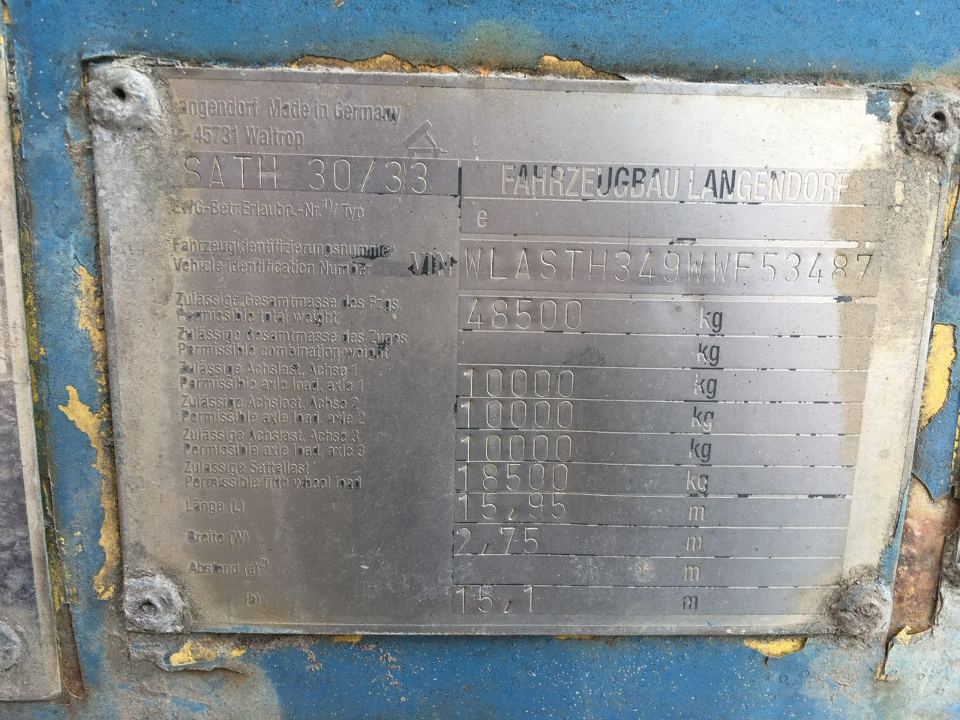 Langendorf Made in Germany
45731 Waltrop
SATH 30/33
FAHRZEUGBAU LANGENDORF
EWG-Betr.Erlaubn.-Nr.¹⁾/ Typ
e
Fahrzeugidentifizierungsnummer
Vehicle Identification Number VIN WLASTH349WWF53487
Zulässige Gesamtmasse des Fzgs.
Permissible total weight 48500 kg
Zulässige Gesamtmasse des Zuges
Permissible combination weight kg
Zulässige Achslast, Achse 1
Permissible axle load, axle 1 10000 kg
Zulässige Achslast, Achse 2
Permissible axle load, axle 2 10000 kg
Zulässige Achslast, Achse 3
Permissible axle load, axle 3 10000 kg
Zulässige Sattellast
Permissible fifth wheel load 18500 kg
Länge (L) 15,95 m
Breite (W) 2,75 m
Abstand (a)²⁾ m
(b) 15,1 m